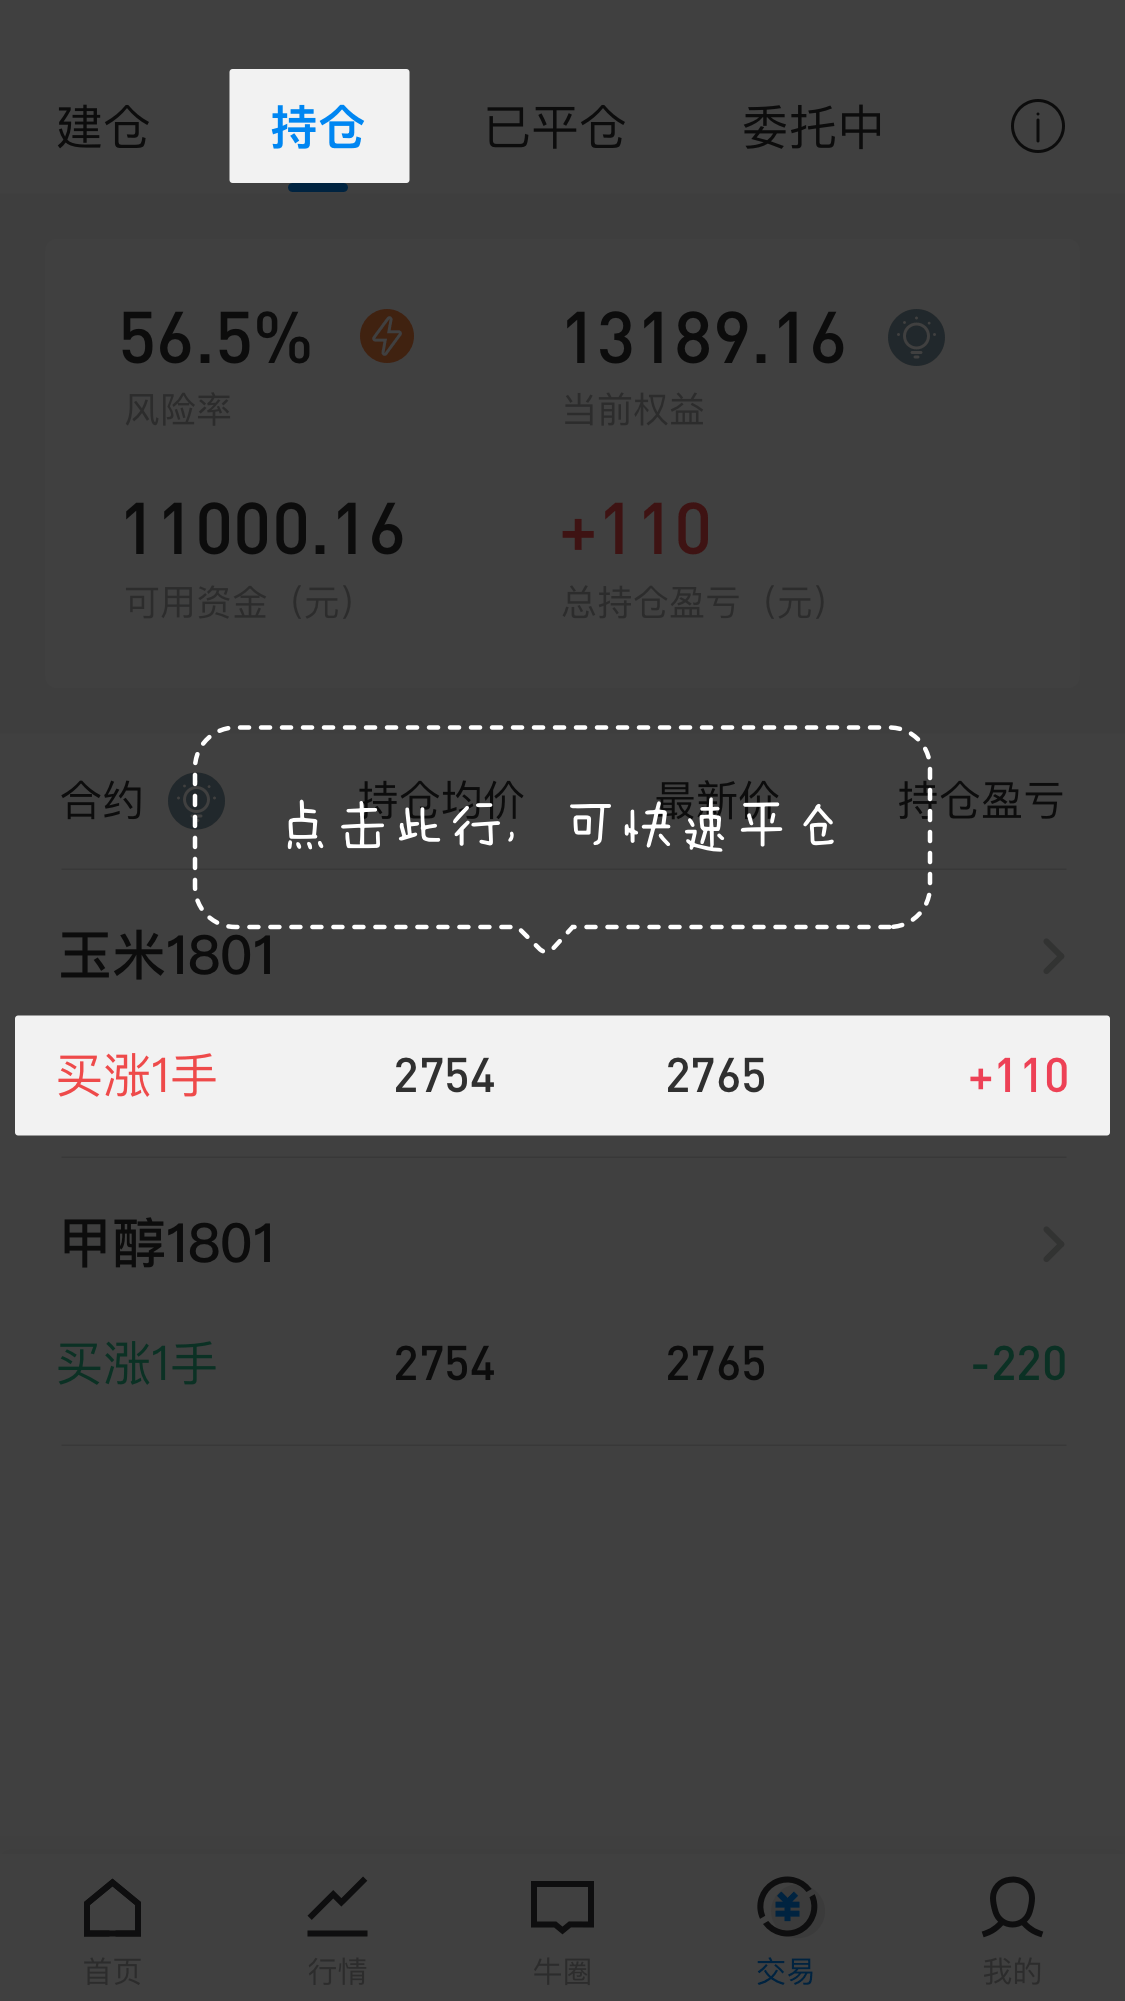 建仓 持仓 已平仓 委托中
56.5% 13189.16
风险率 当前权益
11000.16 +110
可用资金（元） 总持仓盈亏（元）
合约 持仓均价 最新价 持仓盈亏
点击此行，可快速平仓
玉米1801
买涨1手 2754 2765 +110
甲醇1801
买涨1手 2754 2765 -220
首页 行情 牛圈 交易 我的